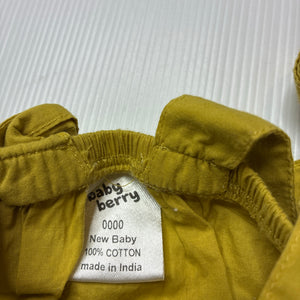 baby
berry
0000
New Baby
100% COTTON
made in India